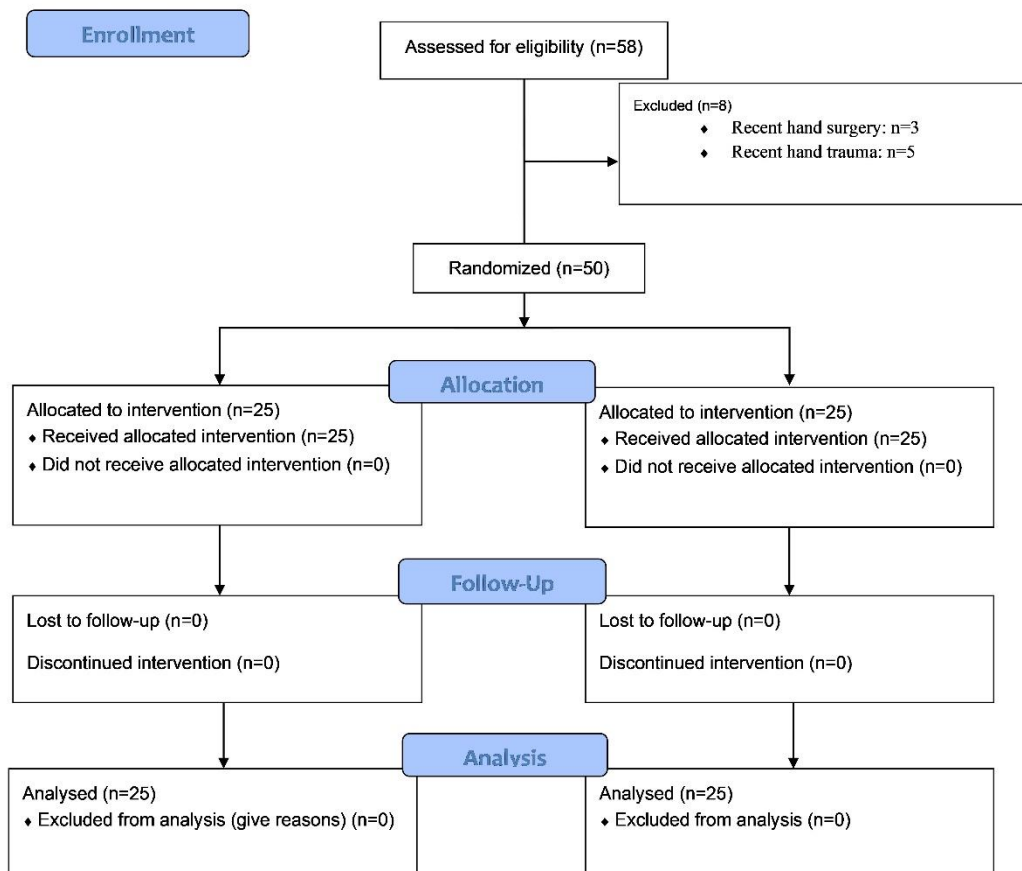 Enrollment
Assessed for eligibility (n=58)
Excluded (n=8)
♦ Recent hand surgery: n=3
♦ Recent hand trauma: n=5
Randomized (n=50)
Allocation
Allocated to intervention (n=25)
♦ Received allocated intervention (n=25)
♦ Did not receive allocated intervention (n=0)
Allocated to intervention (n=25)
♦ Received allocated intervention (n=25)
♦ Did not receive allocated intervention (n=0)
Follow-Up
Lost to follow-up (n=0)
Discontinued intervention (n=0)
Lost to follow-up (n=0)
Discontinued intervention (n=0)
Analysis
Analysed (n=25)
♦ Excluded from analysis (give reasons) (n=0)
Analysed (n=25)
♦ Excluded from analysis (n=0)